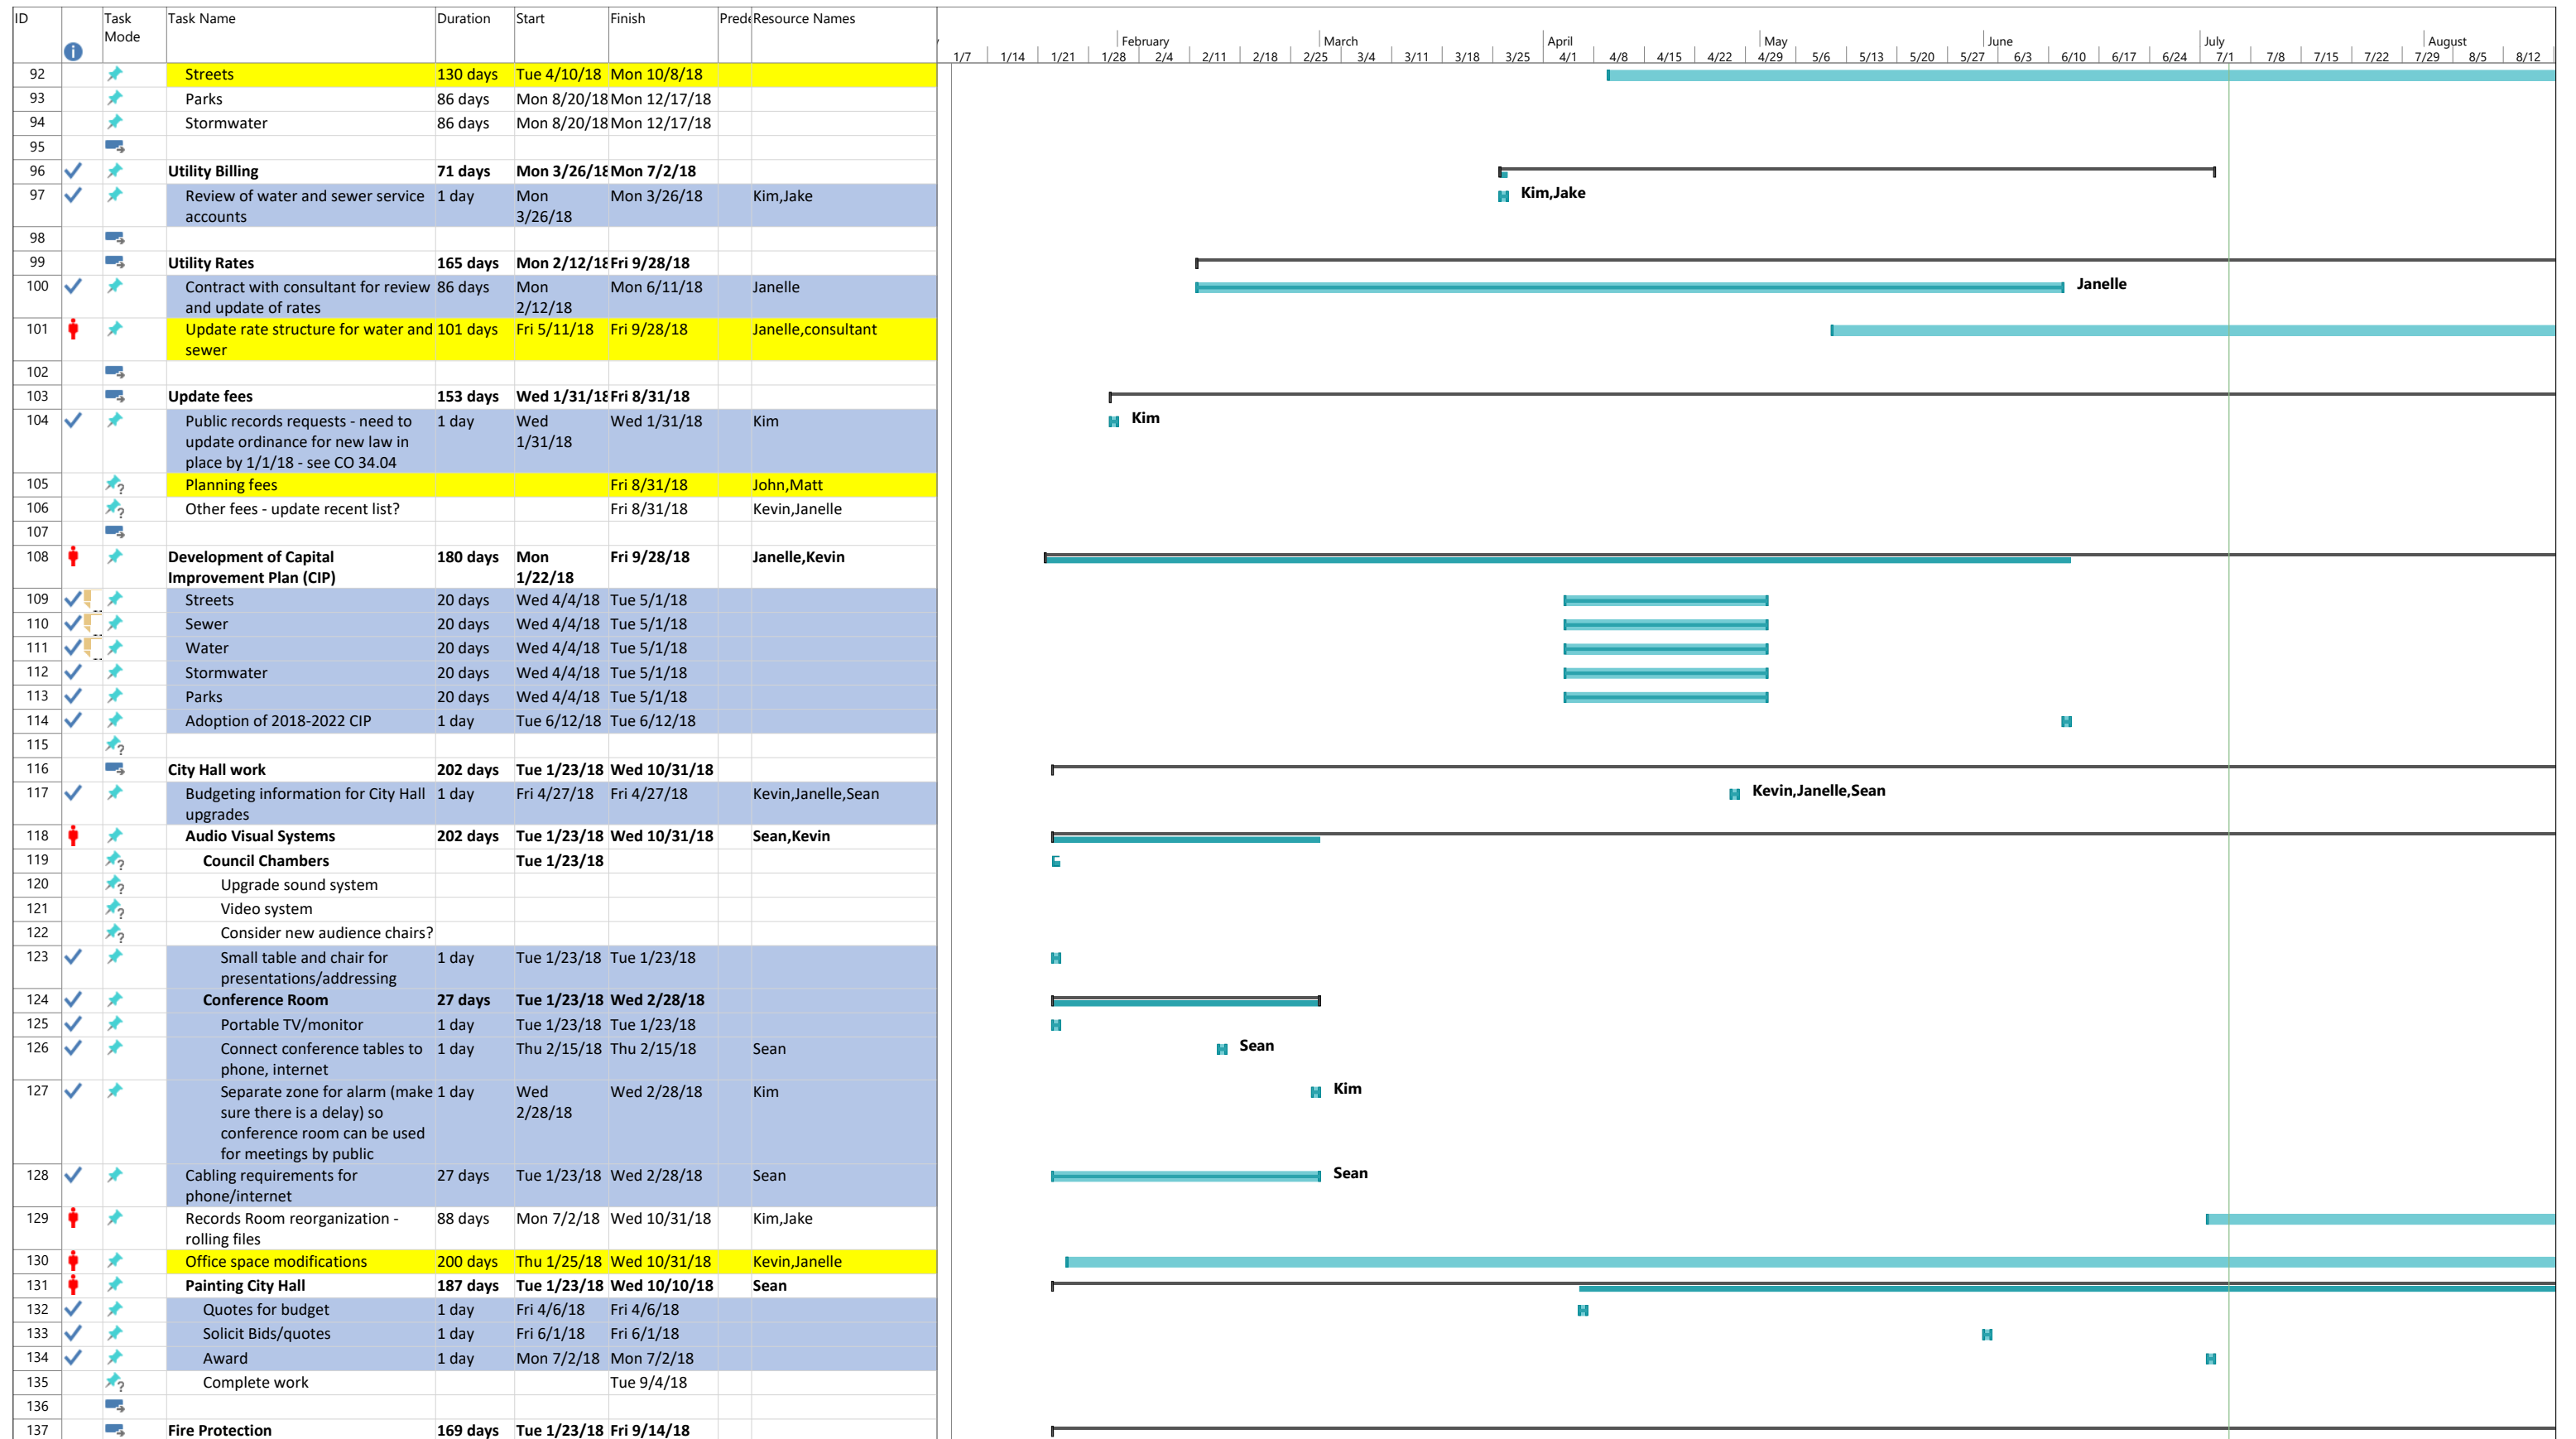 ID Task Name Duration Start Finish Prede Resource Names
Task
Mode
February March April May June July August
1/7 1/14 1/21 1/28 2/4 2/11 2/18 2/25 3/4 3/11 3/18 3/25 4/1 4/8 4/15 4/22 4/29 5/6 5/13 5/20 5/27 6/3 6/10 6/17 6/24 7/1 7/8 7/15 7/22 7/29 8/5 8/12
92 Streets 130 days Tue 4/10/18 Mon 10/8/18
93 Parks 86 days Mon 8/20/18 Mon 12/17/18
94 Stormwater 86 days Mon 8/20/18 Mon 12/17/18
95
96 Utility Billing 71 days Mon 3/26/18 Mon 7/2/18
97 Review of water and sewer service 1 day Mon Mon 3/26/18 Kim,Jake Kim,Jake
accounts 3/26/18
98
99 Utility Rates 165 days Mon 2/12/18 Fri 9/28/18
100 Contract with consultant for review 86 days Mon Mon 6/11/18 Janelle Janelle
and update of rates 2/12/18
101 Update rate structure for water and 101 days Fri 5/11/18 Fri 9/28/18 Janelle,consultant
sewer
102
103 Update fees 153 days Wed 1/31/18 Fri 8/31/18
104 Public records requests - need to 1 day Wed Wed 1/31/18 Kim Kim
update ordinance for new law in 1/31/18
place by 1/1/18 - see CO 34.04
105 Planning fees Fri 8/31/18 John,Matt
106 Other fees - update recent list? Fri 8/31/18 Kevin,Janelle
107
108 Development of Capital 180 days Mon Fri 9/28/18 Janelle,Kevin
Improvement Plan (CIP) 1/22/18
109 Streets 20 days Wed 4/4/18 Tue 5/1/18
110 Sewer 20 days Wed 4/4/18 Tue 5/1/18
111 Water 20 days Wed 4/4/18 Tue 5/1/18
112 Stormwater 20 days Wed 4/4/18 Tue 5/1/18
113 Parks 20 days Wed 4/4/18 Tue 5/1/18
114 Adoption of 2018-2022 CIP 1 day Tue 6/12/18 Tue 6/12/18
115
116 City Hall work 202 days Tue 1/23/18 Wed 10/31/18
117 Budgeting information for City Hall 1 day Fri 4/27/18 Fri 4/27/18 Kevin,Janelle,Sean Kevin,Janelle,Sean
upgrades
118 Audio Visual Systems 202 days Tue 1/23/18 Wed 10/31/18 Sean,Kevin
119 Council Chambers Tue 1/23/18
120 Upgrade sound system
121 Video system
122 Consider new audience chairs?
123 Small table and chair for 1 day Tue 1/23/18 Tue 1/23/18
presentations/addressing
124 Conference Room 27 days Tue 1/23/18 Wed 2/28/18
125 Portable TV/monitor 1 day Tue 1/23/18 Tue 1/23/18
126 Connect conference tables to 1 day Thu 2/15/18 Thu 2/15/18 Sean Sean
phone, internet
127 Separate zone for alarm (make 1 day Wed Wed 2/28/18 Kim Kim
sure there is a delay) so 2/28/18
conference room can be used
for meetings by public
128 Cabling requirements for 27 days Tue 1/23/18 Wed 2/28/18 Sean Sean
phone/internet
129 Records Room reorganization - 88 days Mon 7/2/18 Wed 10/31/18 Kim,Jake
rolling files
130 Office space modifications 200 days Thu 1/25/18 Wed 10/31/18 Kevin,Janelle
131 Painting City Hall 187 days Tue 1/23/18 Wed 10/10/18 Sean
132 Quotes for budget 1 day Fri 4/6/18 Fri 4/6/18
133 Solicit Bids/quotes 1 day Fri 6/1/18 Fri 6/1/18
134 Award 1 day Mon 7/2/18 Mon 7/2/18
135 Complete work Tue 9/4/18
136
137 Fire Protection 169 days Tue 1/23/18 Fri 9/14/18